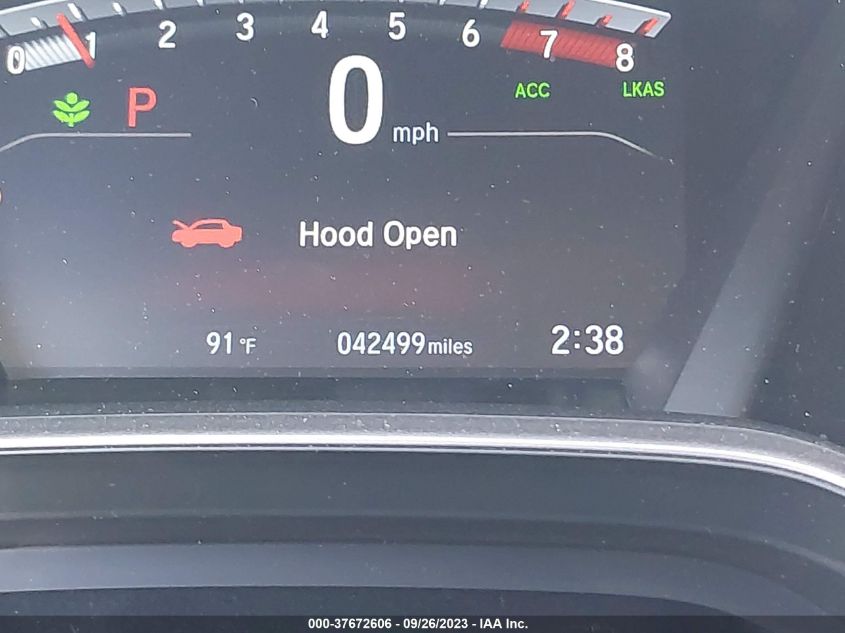 0 1 2 3 4 5 6 7 8
P 0 mph ACC LKAS
Hood Open
91 °F 042499 miles 2:38
000-37672606 - 09/26/2023 - IAA Inc.